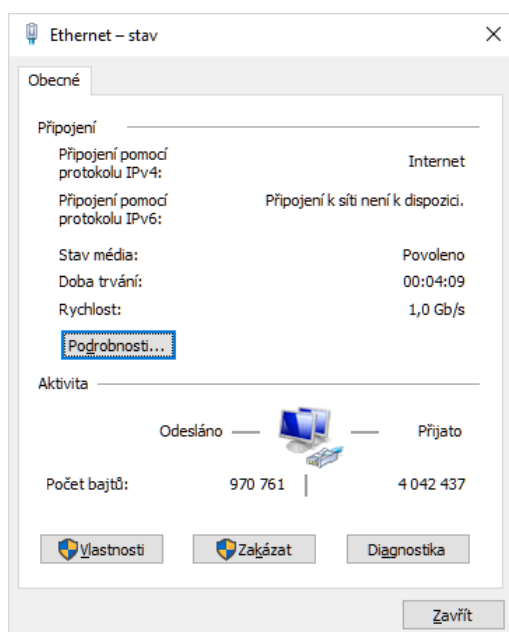 Ethernet – stav
Obecné
Připojení
Připojení pomocí
protokolu IPv4:
Internet
Připojení pomocí
protokolu IPv6:
Připojení k síti není k dispozici.
Stav média:
Povoleno
Doba trvání:
00:04:09
Rychlost:
1,0 Gb/s
Podrobnosti...
Aktivita
Odesláno
Přijato
Počet bajtů:
970 761
4 042 437
Vlastnosti
Zakázat
Diagnostika
Zavřít